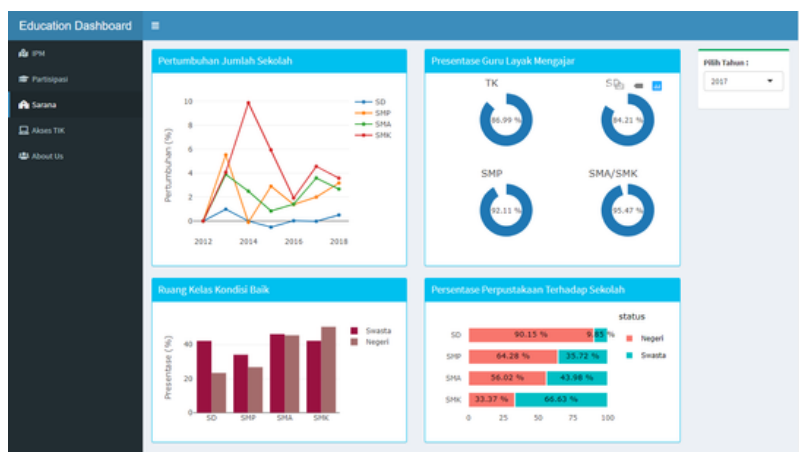 Education Dashboard
IPM
Partisipasi
Sarana
Akses TIK
About Us
Pertumbuhan Jumlah Sekolah
Pertumbuhan (%)
10
8
6
4
2
0
2012 2014 2016 2018
SD
SMP
SMA
SMK
Presentase Guru Layak Mengajar
TK SD
86.99 % 84.21 %
SMP SMA/SMK
92.11 % 95.47 %
Pilih Tahun :
2017
Ruang Kelas Kondisi Baik
Presentase (%)
40
20
0
SD SMP SMA SMK
Swasta
Negeri
Persentase Perpustakaan Terhadap Sekolah
status
Negeri
Swasta
SD 90.15 % 9.85 %
SMP 64.28 % 35.72 %
SMA 56.02 % 43.98 %
SMK 33.37 % 66.63 %
0 25 50 75 100